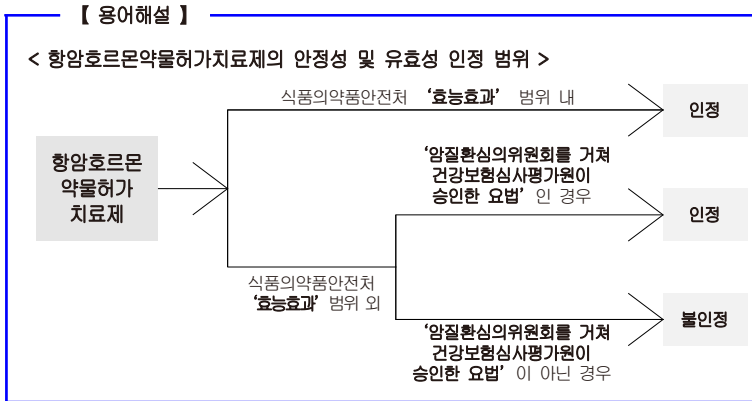 【 용어해설 】
< 항암호르몬약물허가치료제의 안정성 및 유효성 인정 범위 >
식품의약품안전처 ‘효능효과’ 범위 내
인정
항암호르몬
약물허가
치료제
‘암질환심의위원회를 거쳐
건강보험심사평가원이
승인한 요법’ 인 경우
인정
식품의약품안전처
‘효능효과’ 범위 외
불인정
‘암질환심의위원회를 거쳐
건강보험심사평가원이
승인한 요법’ 이 아닌 경우